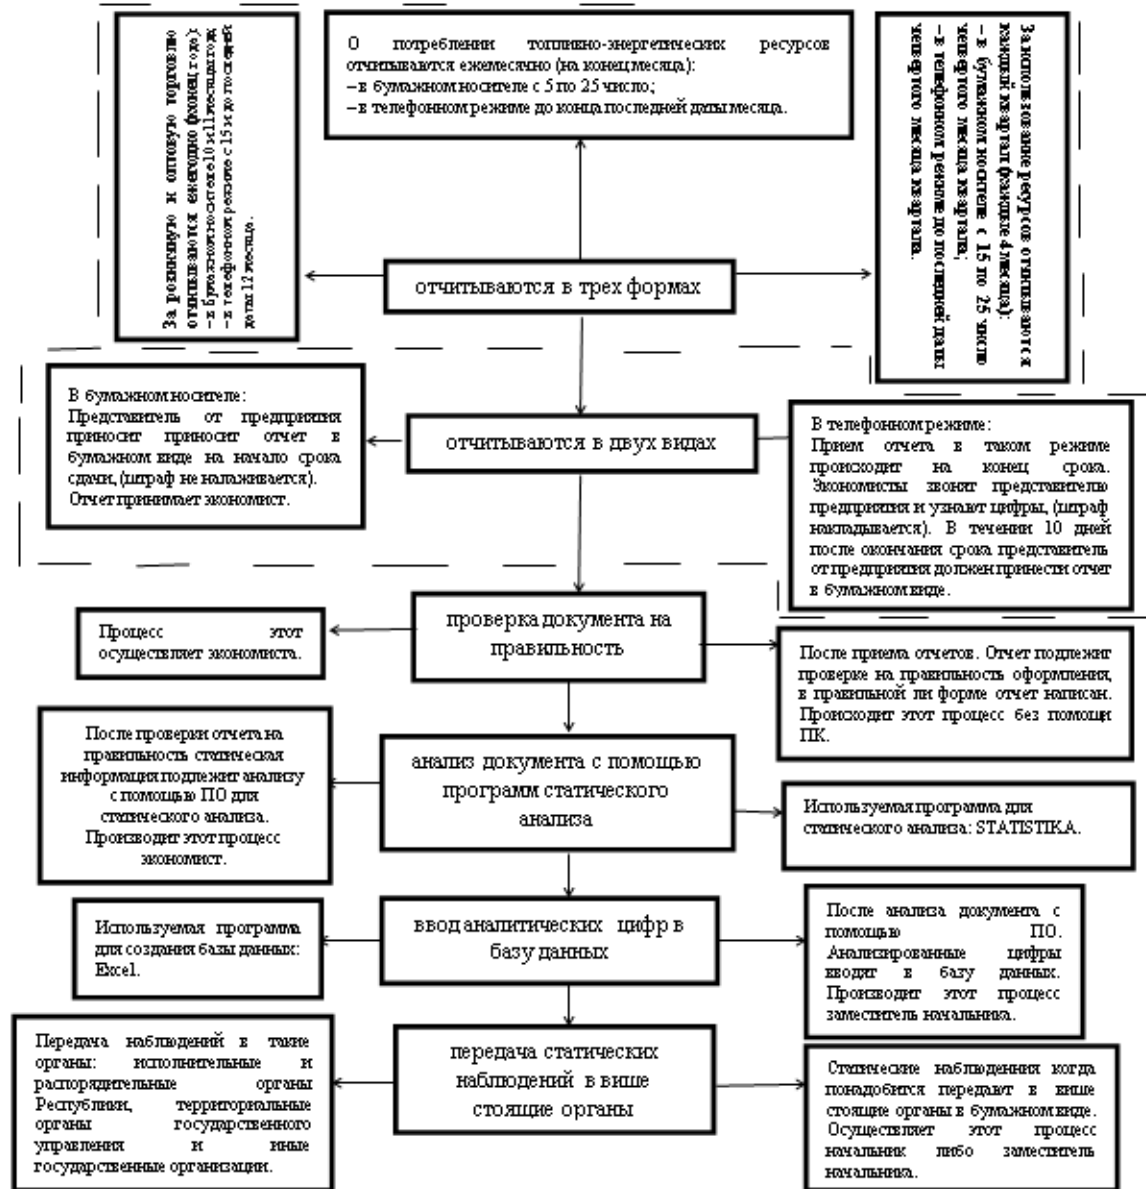 За розничную и оптовую торговлю
отчитываются ежегодно (в конец года):
– в бумажном носителе 10 и 11 месяца года;
– в телефонном режиме с 15 и до последней
даты 12 месяца.
О потреблении топливно-энергетических ресурсов
отчитываются ежемесячно (на конец месяца):
– в бумажном носителе с 5 по 25 число;
– в телефонном режиме до конца последней даты месяца.
За использование ресурсов отчитываются
каждый квартал (каждые 4 месяца):
– в бумажном носителе с 15 по 25 число
четвертого месяца квартала;
– в телефонном режиме до последней даты
четвертого месяца квартала.
отчитываются в трех формах
В бумажном носителе:
Представитель от предприятия
приносит приносит отчет в
бумажном виде на начало срока
сдачи, (штраф не налаживается).
Отчет принимает экономист.
отчитываются в двух видах
В телефонном режиме:
Прием отчета в таком режиме
происходит на конец срока.
Экономисты звонят представителю
предприятия и узнают цифры, (штраф
накладывается). В течении 10 дней
после окончания срока представитель
от предприятия должен принести отчет
в бумажном виде.
Процесс этот
осуществляет экономиста.
проверка документа на
правильность
После приема отчетов. Отчет подлежит
проверке на правильность оформления,
в правильной ли форме отчет написан.
Происходит этот процесс без помощи
ПК.
После проверки отчета на
правильность статическая
информация подлежит анализу
с помощью ПО для
статического анализа.
Производит этот процесс
экономист.
анализ документа с помощью
программ статического
анализа
Используемая программа для
статического анализа: STATISTIKA.
Используемая программа
для создания базы данных:
Excel.
ввод аналитических цифр в
базу данных
После анализа документа с
помощью ПО.
Анализированные цифры
вводят в базу данных.
Производит этот процесс
заместитель начальника.
Передача наблюдений в такие
органы: исполнительные и
распорядительные органы
Республики, территориальные
органы государственного
управления и иные
государственные организации.
передача статических
наблюдений в више
стоящие органы
Статические наблюдениия когда
понадобится передают в више
стоящие органы в бумажном виде.
Осуществляет этот процесс
начальник либо заместитель
начальника.